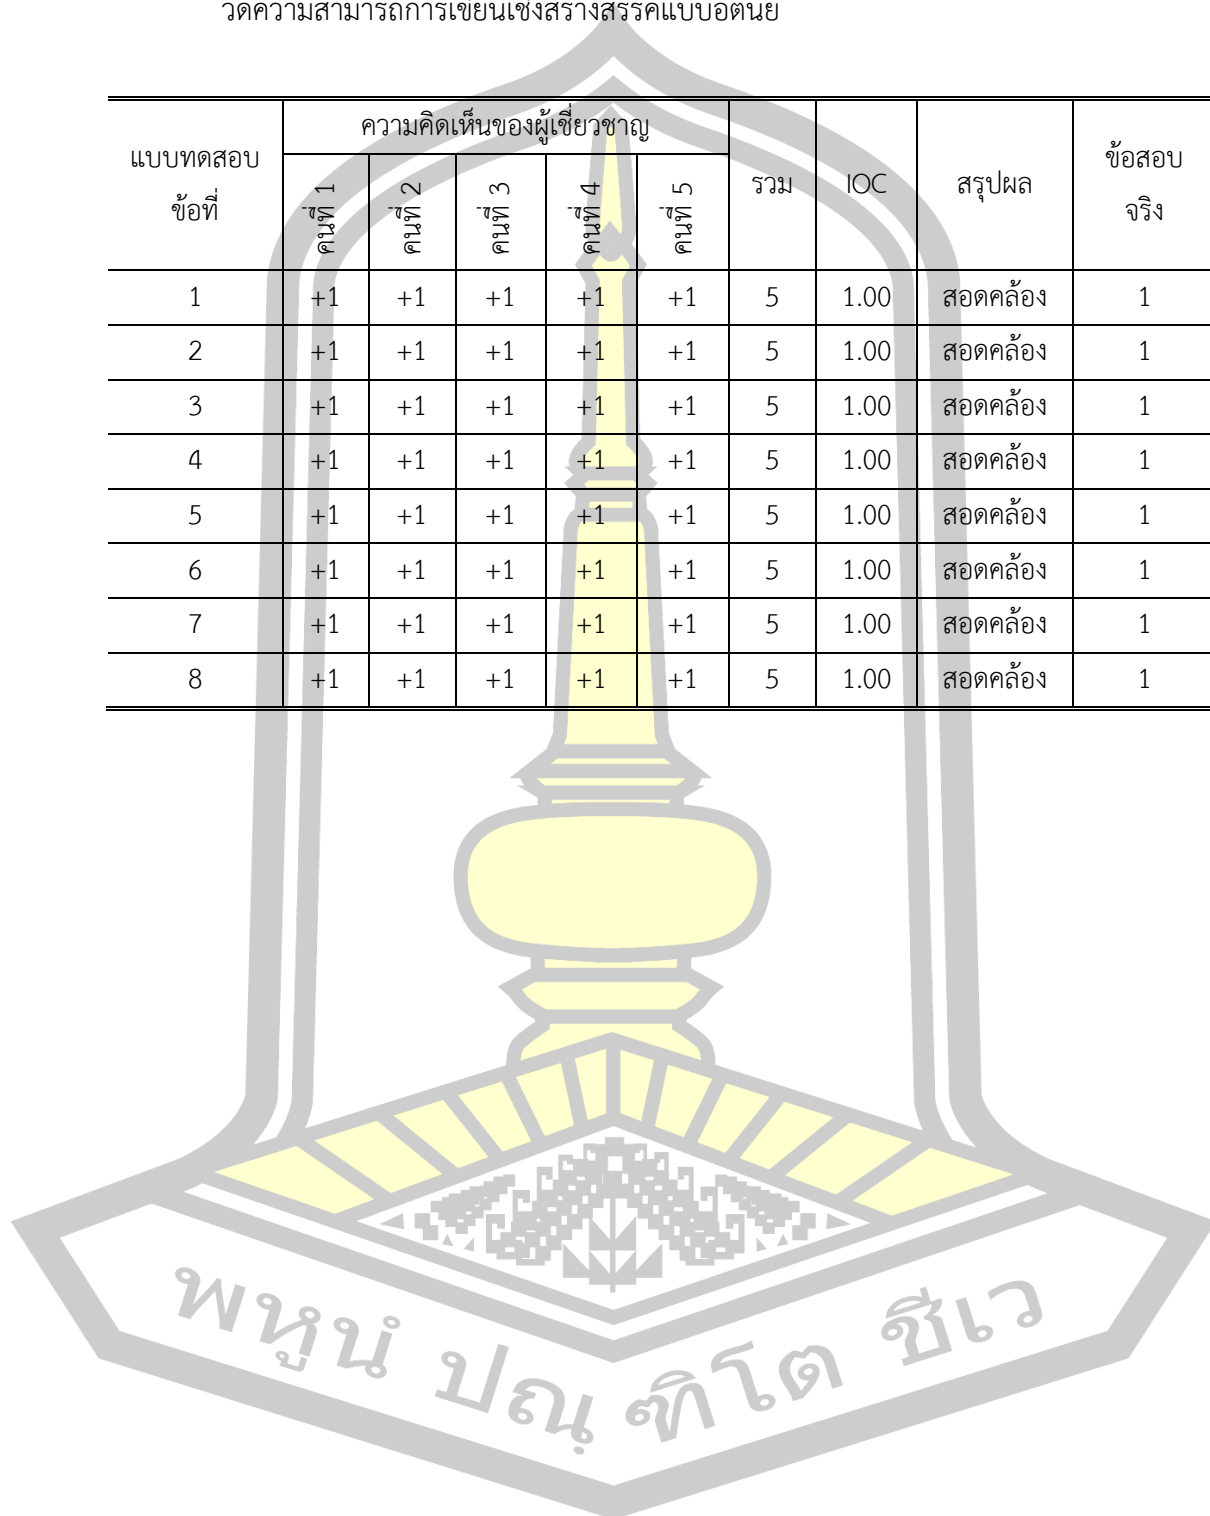 วัดความสามารถการเขียนเชิงสร้างสรรค์แบบอัตนัย
แบบทดสอบ
ข้อที่
ความคิดเห็นของผู้เชี่ยวชาญ
คนที่ 1
คนที่ 2
คนที่ 3
คนที่ 4
คนที่ 5
รวม
IOC
สรุปผล
ข้อสอบ
จริง
1 +1 +1 +1 +1 +1 5 1.00 สอดคล้อง 1
2 +1 +1 +1 +1 +1 5 1.00 สอดคล้อง 1
3 +1 +1 +1 +1 +1 5 1.00 สอดคล้อง 1
4 +1 +1 +1 +1 +1 5 1.00 สอดคล้อง 1
5 +1 +1 +1 +1 +1 5 1.00 สอดคล้อง 1
6 +1 +1 +1 +1 +1 5 1.00 สอดคล้อง 1
7 +1 +1 +1 +1 +1 5 1.00 สอดคล้อง 1
8 +1 +1 +1 +1 +1 5 1.00 สอดคล้อง 1
พหูนํ ปณฺฑิโต ชีเว